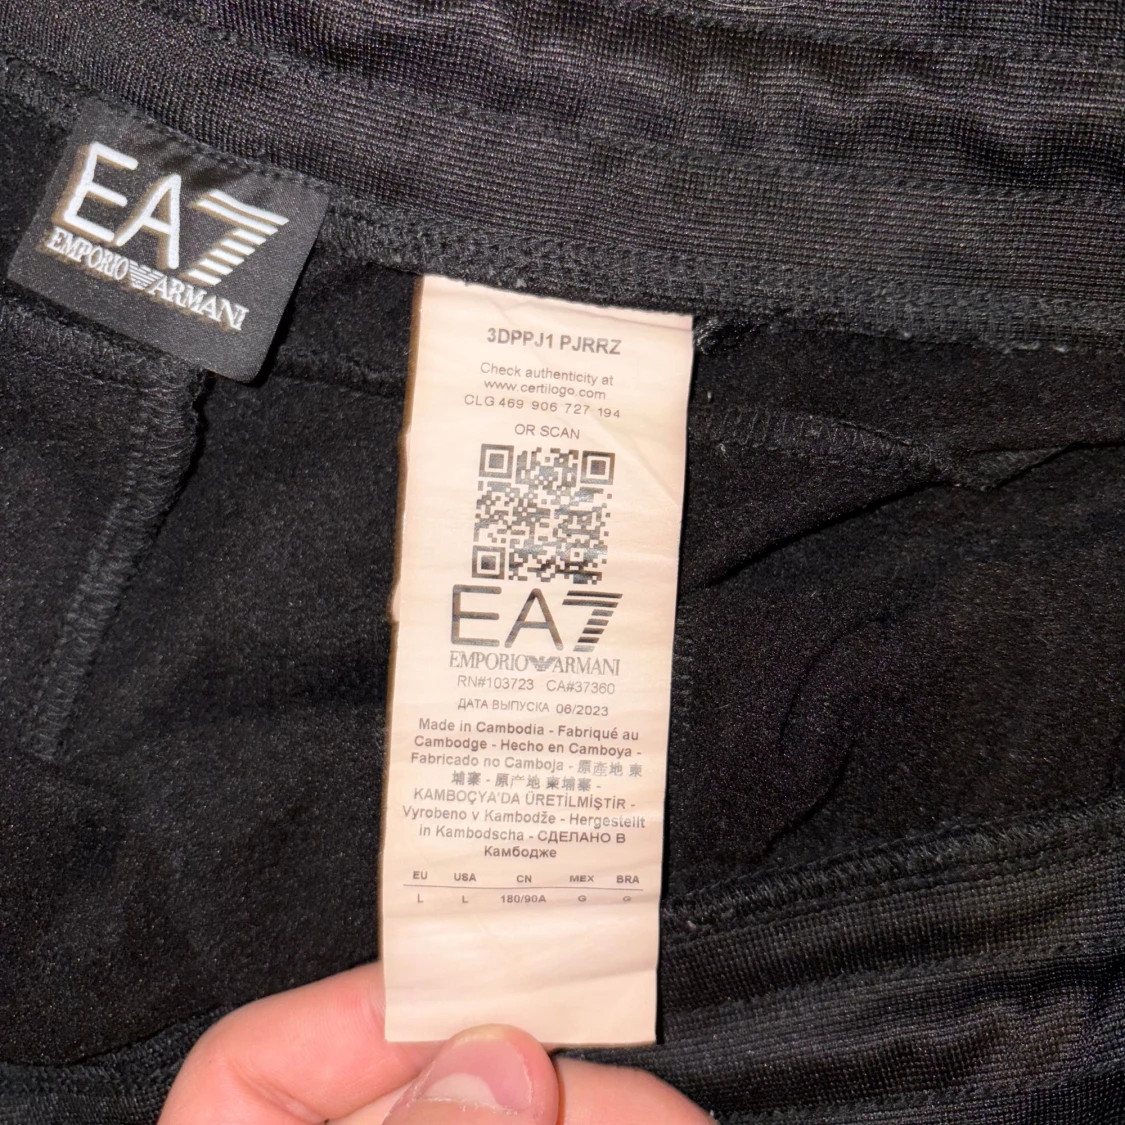 EA7
EMPORIO ARMANI
3DPPJ1 PJRRZ
Check authenticity at
www.certilogo.com
CLG 469 906 727 194
OR SCAN
EA7
EMPORIO ARMANI
RN#103723 CA#37360
ДАТА ВЫПУСКА 06/2023
Made in Cambodia - Fabriqué au
Cambodge - Hecho en Camboya -
Fabricado no Camboja - 原產地 柬
埔寨 - 原产地 柬埔寨 -
KAMBOÇYA'DA ÜRETİLMİŞTİR -
Vyrobeno v Kambodže - Hergestellt
in Kambodscha - СДЕЛАНО В
Камбодже
EU USA CN MEX BRA
L L 180/90A G G